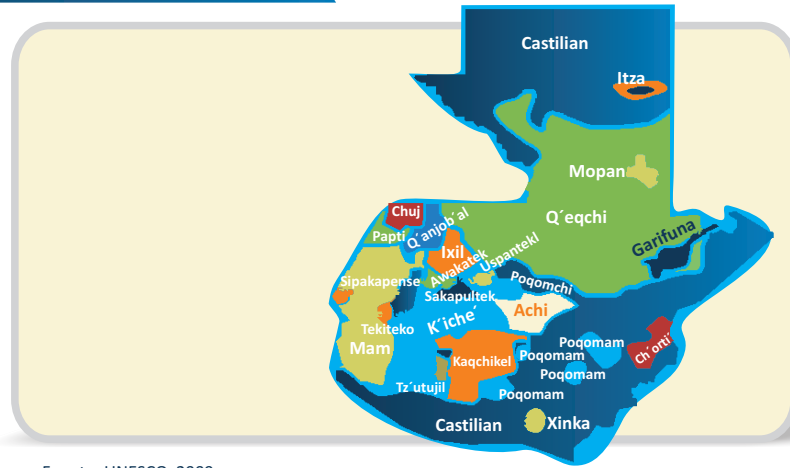 Castilian
Itza
Mopan
Q´eqchi
Garifuna
Chuj
Q´anjob´al
Papti
Ixil
Uspantekl
Awakatek
Poqomchi
Sipakapense
Sakapultek
Achi
K´iche´
Tekiteko
Mam
Kaqchikel
Poqomam
Poqomam
Poqomam
Poqomam
Ch´orti´
Tz´utujil
Castilian
Xinka